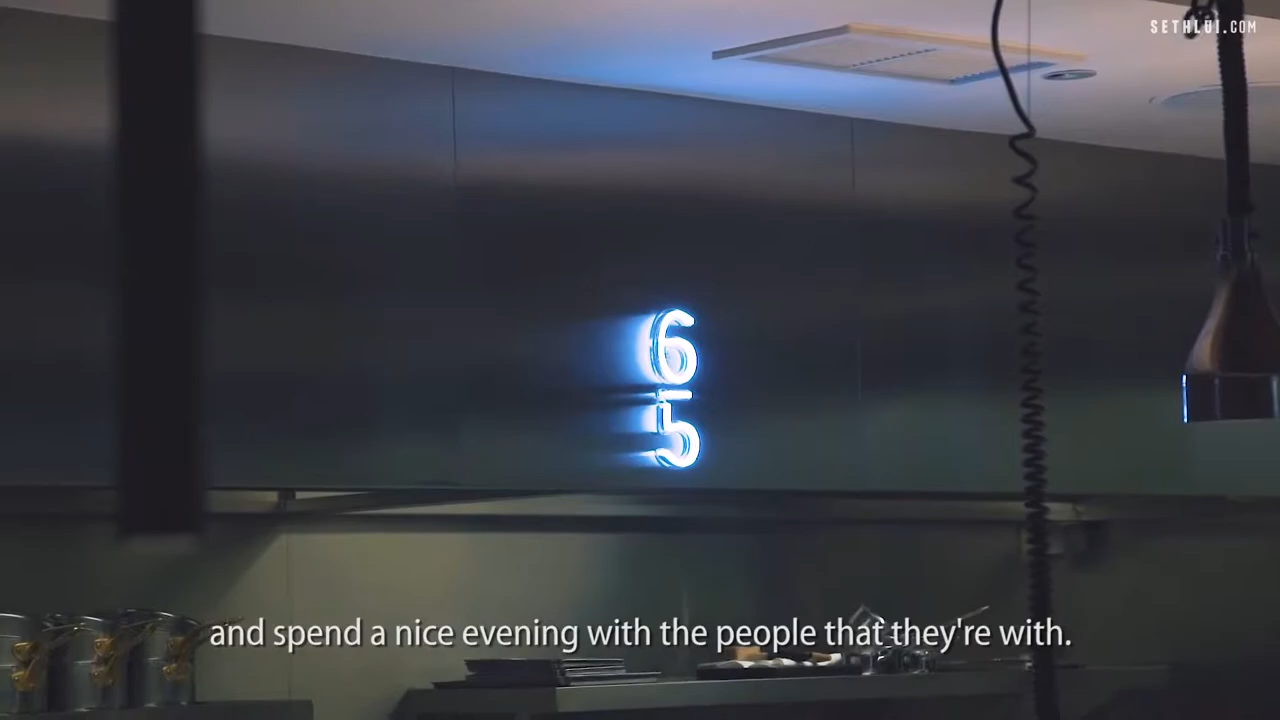 SETHLUI.COM
6
5
and spend a nice evening with the people that they're with.